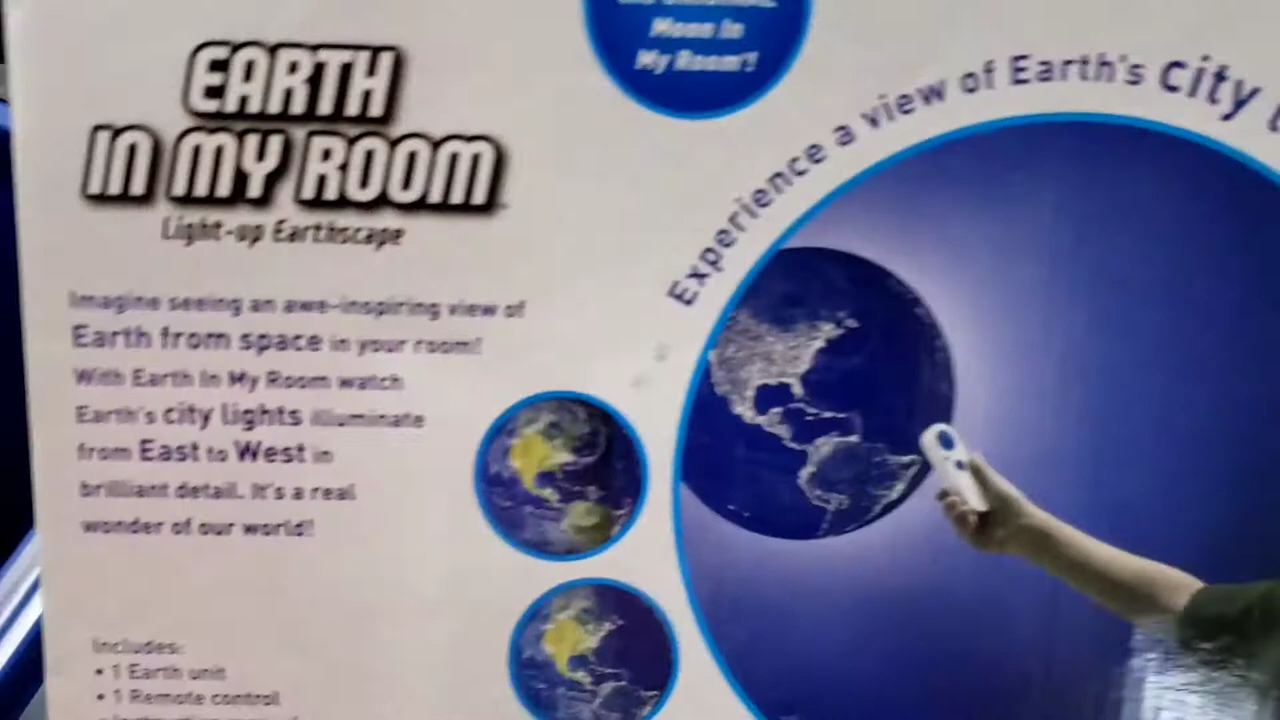 Moon In
My Room!
EARTH
IN MY ROOM
Light-up Earthscape
Experience a view of Earth's City
Imagine seeing an awe-inspiring view of
Earth from space in your room!
With Earth In My Room watch
Earth's city lights illuminate
from East to West in
brilliant detail. It's a real
wonder of our world!
Includes:
• 1 Earth unit
• 1 Remote control